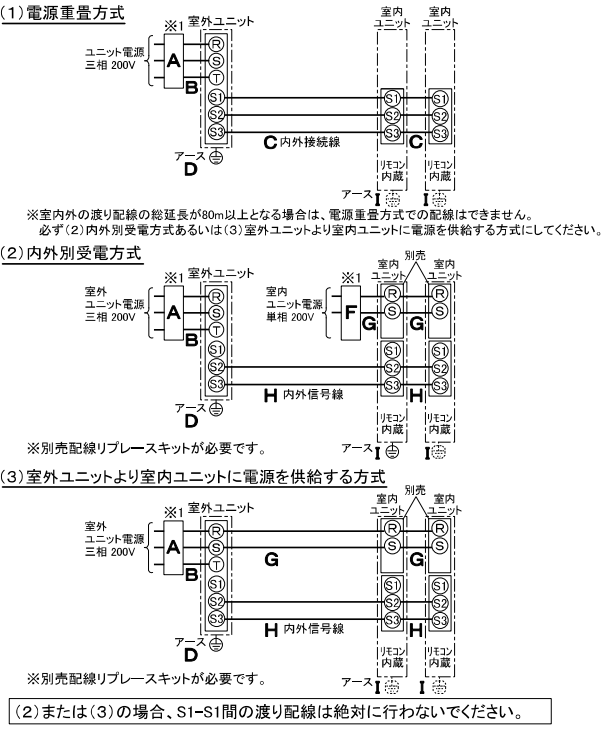 (1)電源重畳方式
※1
室外ユニット
室内
ユニット
室内
ユニット
ユニット電源
三相 200V
A
B
R
S
T
S1
S2
S3
S1
S2
S3
S1
S2
S3
C 内外接続線
C
アース
D
リモコン
内蔵
リモコン
内蔵
アース I
I
※室内外の渡り配線の総延長が80m以上となる場合は、電源重畳方式での配線はできません。
必ず(2)内外別受電方式あるいは(3)室外ユニットより室内ユニットに電源を供給する方式にしてください。
(2)内外別受電方式
別売
※1
室外ユニット
※1
室内
ユニット
室内
ユニット
室外
ユニット電源
三相 200V
A
B
R
S
T
S1
S2
S3
室内
ユニット電源
単相 200V
F
G
G
R
S
S1
S2
S3
R
S
S1
S2
S3
H 内外信号線
H
アース
D
リモコン
内蔵
リモコン
内蔵
※別売配線リプレースキットが必要です。
アース I
I
(3)室外ユニットより室内ユニットに電源を供給する方式
別売
※1
室外ユニット
室内
ユニット
室内
ユニット
室外
ユニット電源
三相 200V
A
B
R
S
T
S1
S2
S3
G
G
R
S
S1
S2
S3
R
S
S1
S2
S3
H 内外信号線
H
アース
D
リモコン
内蔵
リモコン
内蔵
※別売配線リプレースキットが必要です。
アース I
I
(2)または(3)の場合、S1-S1間の渡り配線は絶対に行わないでください。